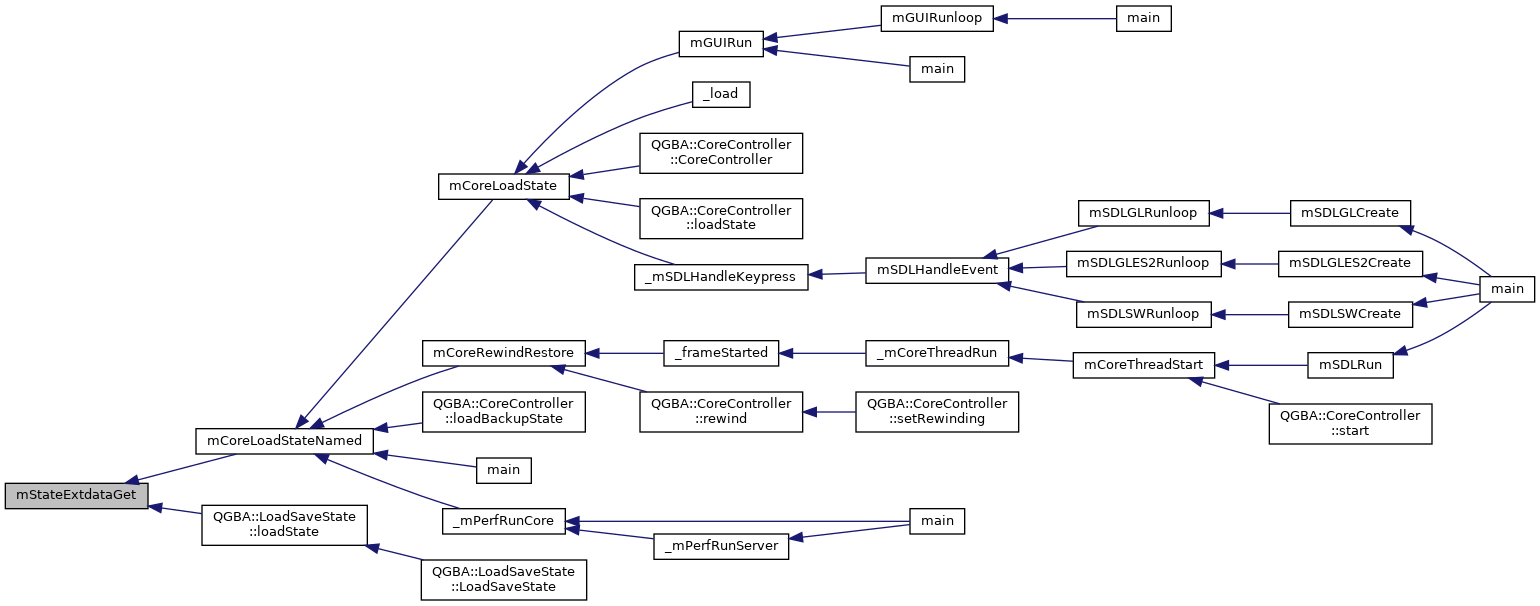 mGUIRunloop
main
mGUIRun
main
_load
QGBA::CoreController
::CoreController
mCoreLoadState
QGBA::CoreController
::loadState
mSDLGLRunloop
mSDLGLCreate
_mSDLHandleKeypress
mSDLHandleEvent
mSDLGLES2Runloop
mSDLGLES2Create
main
mSDLSWRunloop
mSDLSWCreate
mCoreRewindRestore
_frameStarted
_mCoreThreadRun
mCoreThreadStart
mSDLRun
QGBA::CoreController
::loadBackupState
QGBA::CoreController
::rewind
QGBA::CoreController
::setRewinding
QGBA::CoreController
::start
mCoreLoadStateNamed
main
mStateExtdataGet
QGBA::LoadSaveState
::loadState
_mPerfRunCore
main
_mPerfRunServer
QGBA::LoadSaveState
::LoadSaveState